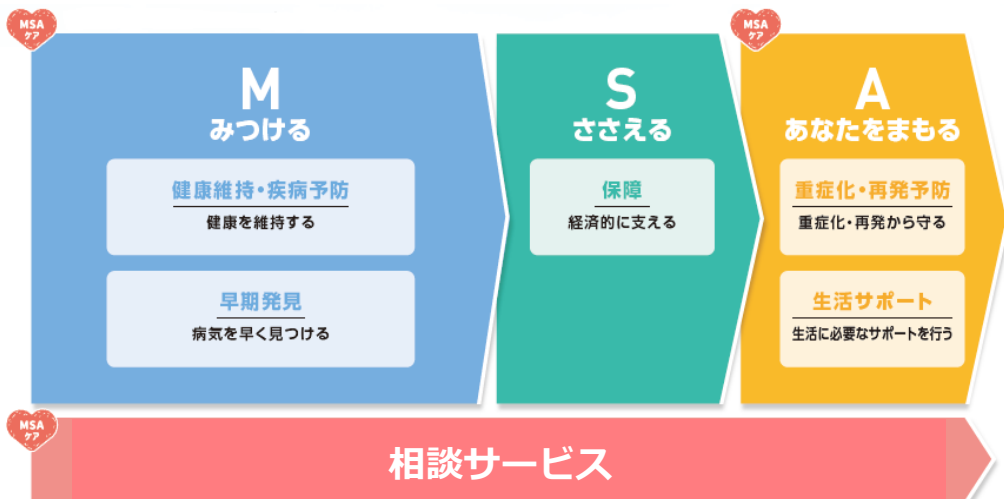 MSA
ケア
M
みつける
健康維持・疾病予防
健康を維持する
早期発見
病気を早く見つける
S
ささえる
保障
経済的に支える
MSA
ケア
A
あなたをまもる
重症化・再発予防
重症化・再発から守る
生活サポート
生活に必要なサポートを行う
MSA
ケア
相談サービス